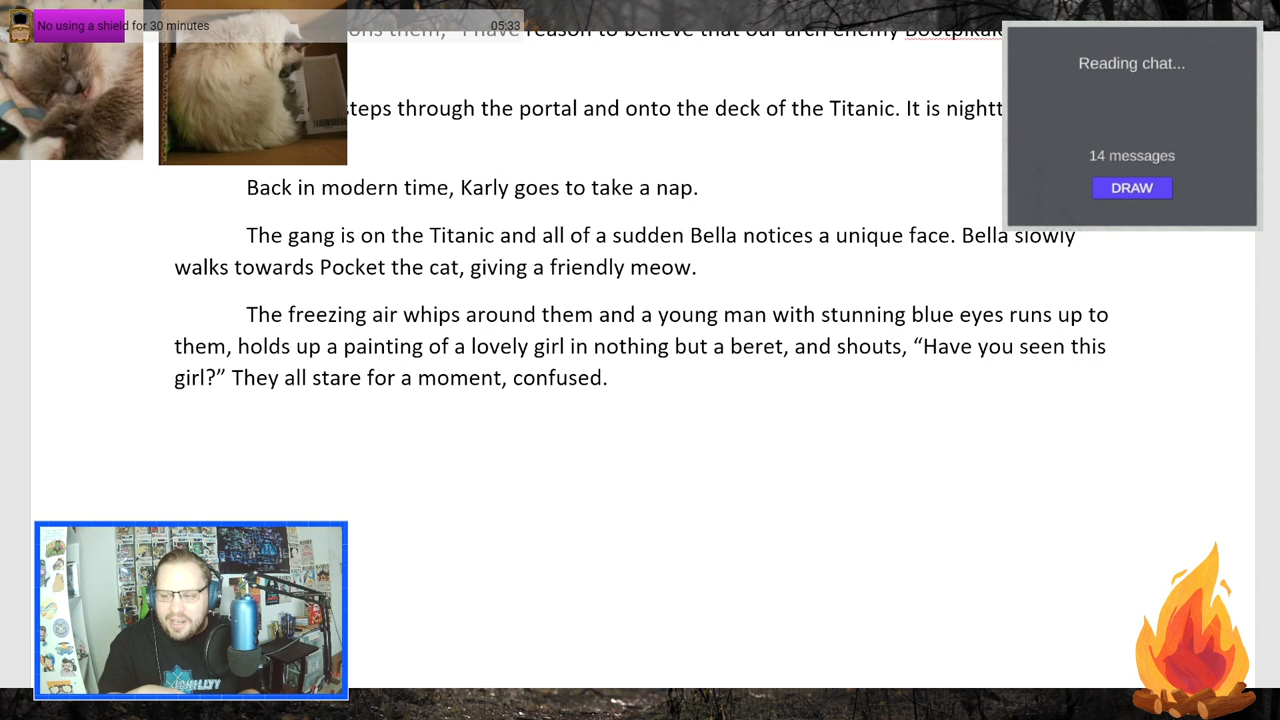 No using a shield for 30 minutes
05:33
them, “I have reason to believe that our arch enemy
steps through the portal and onto the deck of the Titanic. It is
Reading chat...
14 messages
DRAW
Back in modern time, Karly goes to take a nap.
The gang is on the Titanic and all of a sudden Bella notices a unique face. Bella slowly
walks towards Pocket the cat, giving a friendly meow.
The freezing air whips around them and a young man with stunning blue eyes runs up to
them, holds up a painting of a lovely girl in nothing but a beret, and shouts, “Have you seen this
girl?” They all stare for a moment, confused.